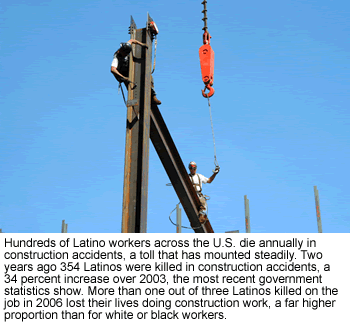 Hundreds of Latino workers across the U.S. die annually in
construction accidents, a toll that has mounted steadily. Two
years ago 354 Latinos were killed in construction accidents, a
34 percent increase over 2003, the most recent government
statistics show. More than one out of three Latinos killed on the
job in 2006 lost their lives doing construction work, a far higher
proportion than for white or black workers.